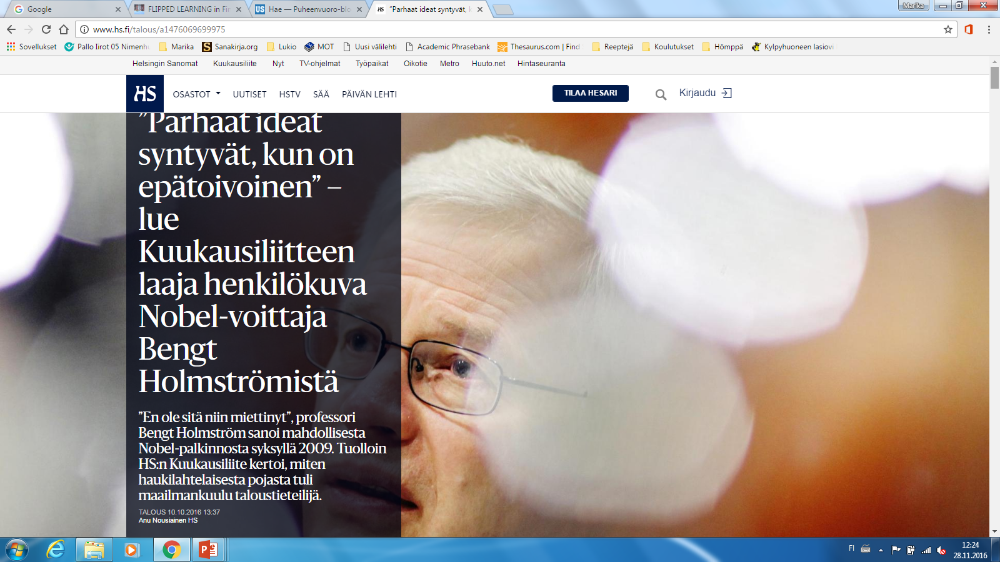 Google
FLIPPED LEARNING in Fin
Hae — Puheenvuoro-blo
"Parhaat ideat syntyvät, k
Marika
www.hs.fi/talous/a1476069699975
Sovellukset
Pallo Iirot 05 Nimenhu
Marika
Sanakirja.org
Lukio
MOT
Uusi välilehti
Academic Phrasebank
Thesaurus.com | Find
Reeptejä
Koulutukset
Hömppä
Kylpyhuoneen lasiovi
Helsingin Sanomat
Kuukausiliite
Nyt
TV-ohjelmat
Työpaikat
Oikotie
Metro
Huuto.net
Hintaseuranta
HS
OSASTOT
UUTISET
HSTV
SÄÄ
PÄIVÄN LEHTI
TILAA HESARI
Kirjaudu
”Parhaat ideat
syntyvät, kun on
epätoivoinen” –
lue
Kuukausiliitteen
laaja henkilökuva
Nobel-voittaja
Bengt
Holmströmistä
”En ole sitä niin miettinyt”, professori
Bengt Holmström sanoi mahdollisesta
Nobel-palkinnosta syksyllä 2009. Tuolloin
HS:n Kuukausiliite kertoi, miten
haukilahtelaisesta pojasta tuli
maailmankuulu taloustieteilijä.
TALOUS 10.10.2016 13:37
Anu Nousiainen HS
FI
12:24
28.11.2016